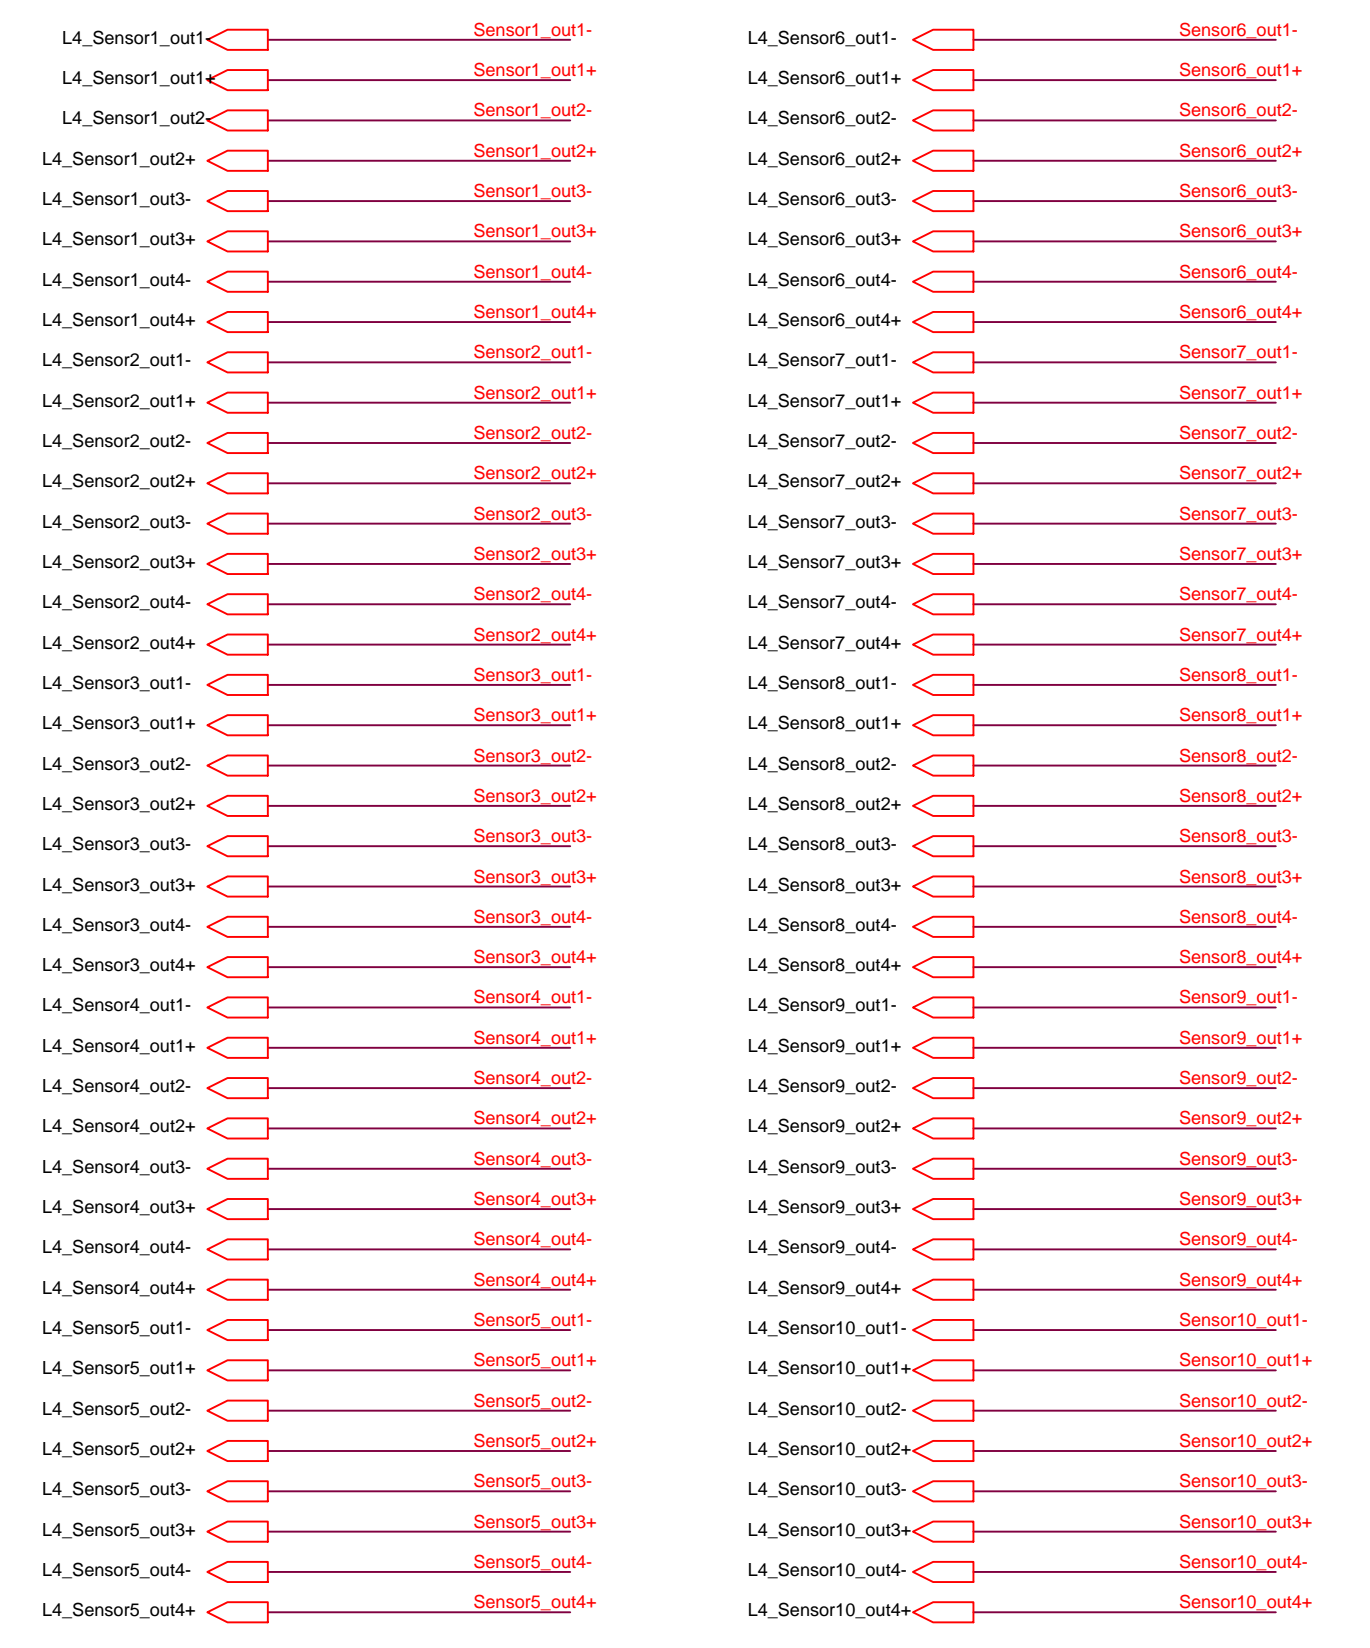 L4_Sensor1_out1- Sensor1_out1- L4_Sensor6_out1- Sensor6_out1-
L4_Sensor1_out1+ Sensor1_out1+ L4_Sensor6_out1+ Sensor6_out1+
L4_Sensor1_out2- Sensor1_out2- L4_Sensor6_out2- Sensor6_out2-
L4_Sensor1_out2+ Sensor1_out2+ L4_Sensor6_out2+ Sensor6_out2+
L4_Sensor1_out3- Sensor1_out3- L4_Sensor6_out3- Sensor6_out3-
L4_Sensor1_out3+ Sensor1_out3+ L4_Sensor6_out3+ Sensor6_out3+
L4_Sensor1_out4- Sensor1_out4- L4_Sensor6_out4- Sensor6_out4-
L4_Sensor1_out4+ Sensor1_out4+ L4_Sensor6_out4+ Sensor6_out4+
L4_Sensor2_out1- Sensor2_out1- L4_Sensor7_out1- Sensor7_out1-
L4_Sensor2_out1+ Sensor2_out1+ L4_Sensor7_out1+ Sensor7_out1+
L4_Sensor2_out2- Sensor2_out2- L4_Sensor7_out2- Sensor7_out2-
L4_Sensor2_out2+ Sensor2_out2+ L4_Sensor7_out2+ Sensor7_out2+
L4_Sensor2_out3- Sensor2_out3- L4_Sensor7_out3- Sensor7_out3-
L4_Sensor2_out3+ Sensor2_out3+ L4_Sensor7_out3+ Sensor7_out3+
L4_Sensor2_out4- Sensor2_out4- L4_Sensor7_out4- Sensor7_out4-
L4_Sensor2_out4+ Sensor2_out4+ L4_Sensor7_out4+ Sensor7_out4+
L4_Sensor3_out1- Sensor3_out1- L4_Sensor8_out1- Sensor8_out1-
L4_Sensor3_out1+ Sensor3_out1+ L4_Sensor8_out1+ Sensor8_out1+
L4_Sensor3_out2- Sensor3_out2- L4_Sensor8_out2- Sensor8_out2-
L4_Sensor3_out2+ Sensor3_out2+ L4_Sensor8_out2+ Sensor8_out2+
L4_Sensor3_out3- Sensor3_out3- L4_Sensor8_out3- Sensor8_out3-
L4_Sensor3_out3+ Sensor3_out3+ L4_Sensor8_out3+ Sensor8_out3+
L4_Sensor3_out4- Sensor3_out4- L4_Sensor8_out4- Sensor8_out4-
L4_Sensor3_out4+ Sensor3_out4+ L4_Sensor8_out4+ Sensor8_out4+
L4_Sensor4_out1- Sensor4_out1- L4_Sensor9_out1- Sensor9_out1-
L4_Sensor4_out1+ Sensor4_out1+ L4_Sensor9_out1+ Sensor9_out1+
L4_Sensor4_out2- Sensor4_out2- L4_Sensor9_out2- Sensor9_out2-
L4_Sensor4_out2+ Sensor4_out2+ L4_Sensor9_out2+ Sensor9_out2+
L4_Sensor4_out3- Sensor4_out3- L4_Sensor9_out3- Sensor9_out3-
L4_Sensor4_out3+ Sensor4_out3+ L4_Sensor9_out3+ Sensor9_out3+
L4_Sensor4_out4- Sensor4_out4- L4_Sensor9_out4- Sensor9_out4-
L4_Sensor4_out4+ Sensor4_out4+ L4_Sensor9_out4+ Sensor9_out4+
L4_Sensor5_out1- Sensor5_out1- L4_Sensor10_out1- Sensor10_out1-
L4_Sensor5_out1+ Sensor5_out1+ L4_Sensor10_out1+ Sensor10_out1+
L4_Sensor5_out2- Sensor5_out2- L4_Sensor10_out2- Sensor10_out2-
L4_Sensor5_out2+ Sensor5_out2+ L4_Sensor10_out2+ Sensor10_out2+
L4_Sensor5_out3- Sensor5_out3- L4_Sensor10_out3- Sensor10_out3-
L4_Sensor5_out3+ Sensor5_out3+ L4_Sensor10_out3+ Sensor10_out3+
L4_Sensor5_out4- Sensor5_out4- L4_Sensor10_out4- Sensor10_out4-
L4_Sensor5_out4+ Sensor5_out4+ L4_Sensor10_out4+ Sensor10_out4+